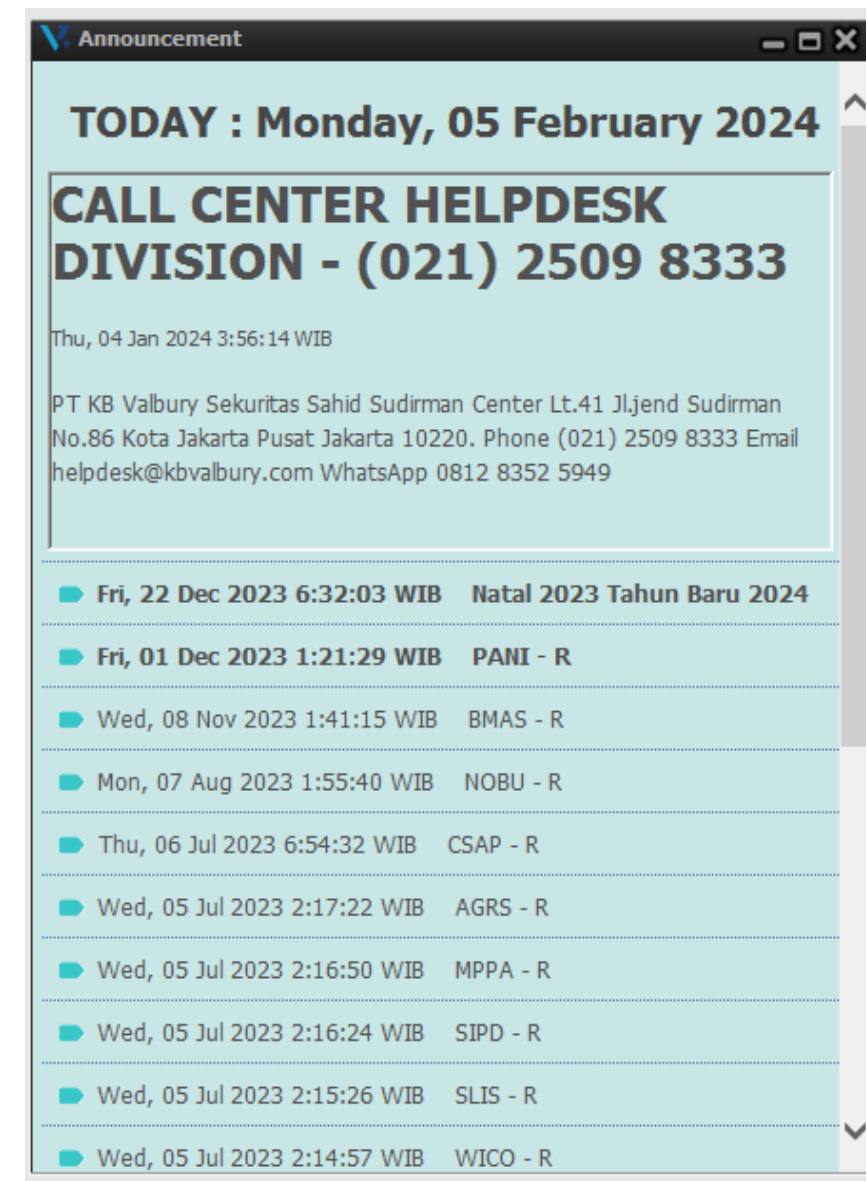 Announcement
TODAY : Monday, 05 February 2024
CALL CENTER HELPDESK
DIVISION - (021) 2509 8333
Thu, 04 Jan 2024 3:56:14 WIB
PT KB Valbury Sekuritas Sahid Sudirman Center Lt.41 Jl.jend Sudirman
No.86 Kota Jakarta Pusat Jakarta 10220. Phone (021) 2509 8333 Email
helpdesk@kbvalbury.com WhatsApp 0812 8352 5949
Fri, 22 Dec 2023 6:32:03 WIB Natal 2023 Tahun Baru 2024
Fri, 01 Dec 2023 1:21:29 WIB PANI - R
Wed, 08 Nov 2023 1:41:15 WIB BMAS - R
Mon, 07 Aug 2023 1:55:40 WIB NOBU - R
Thu, 06 Jul 2023 6:54:32 WIB CSAP - R
Wed, 05 Jul 2023 2:17:22 WIB AGRS - R
Wed, 05 Jul 2023 2:16:50 WIB MPPA - R
Wed, 05 Jul 2023 2:16:24 WIB SIPD - R
Wed, 05 Jul 2023 2:15:26 WIB SLIS - R
Wed, 05 Jul 2023 2:14:57 WIB WICO - R